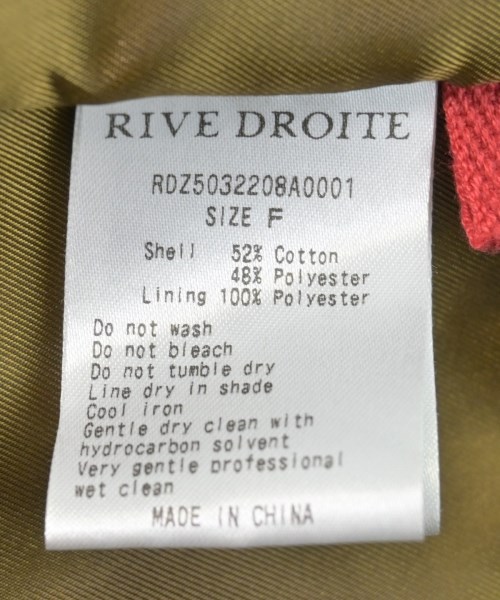 RIVE DROITE
RDZ5032208A0001
SIZE F
Shell 52% Cotton
48% Polyester
Lining 100% Polyester
Do not wash
Do not bleach
Do not tumble dry
Line dry in shade
Cool iron
Gentle dry clean with
hydrocarbon solvent
Very gentle professional
wet clean
MADE IN CHINA